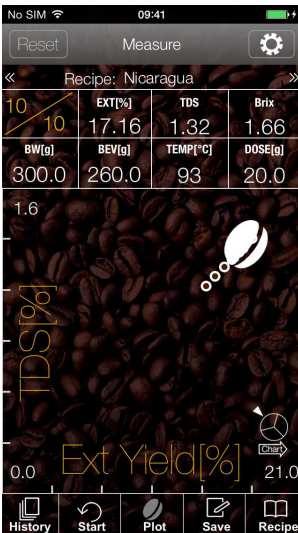 No SIM 09:41
Reset Measure
« Recipe: Nicaragua »
10/10 EXT[%] TDS Brix
17.16 1.32 1.66
BW[g] BEV[g] TEMP[°C] DOSE[g]
300.0 260.0 93 20.0
1.6
TDS[%]
Chart
0.0 Ext Yield[%] 21.0
History Start Plot Save Recipe